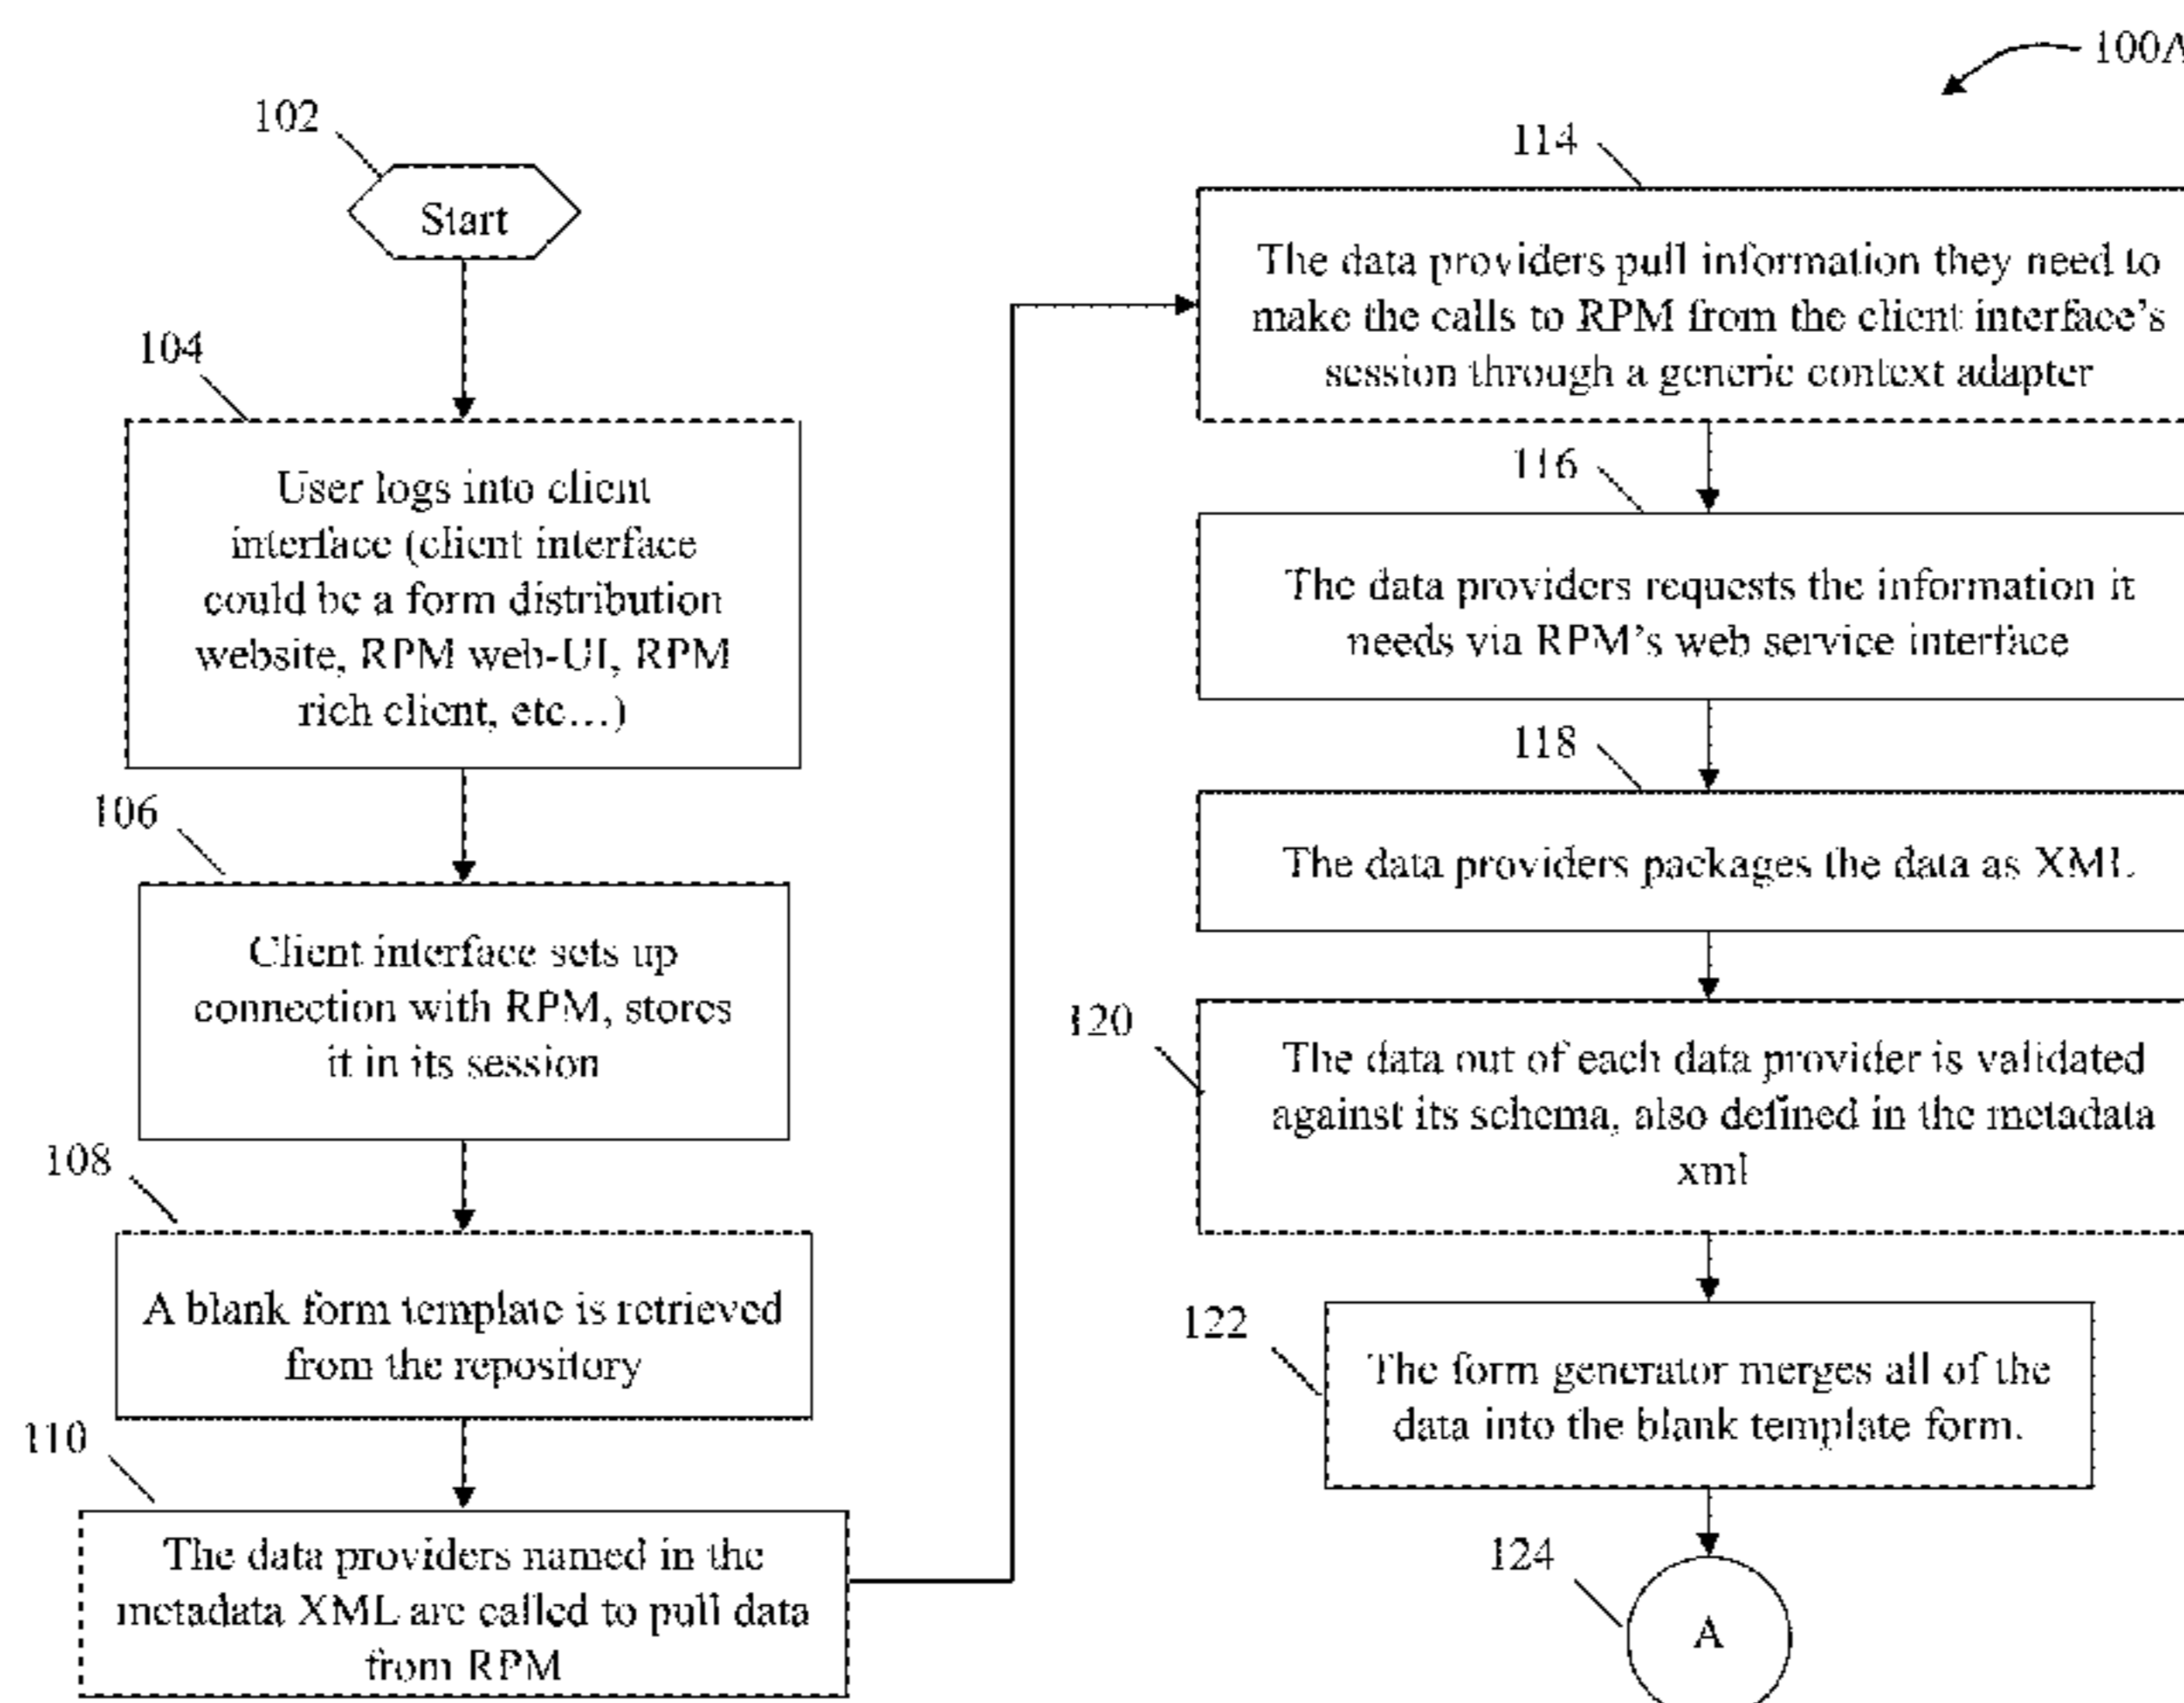 100A
102
Start
104
User logs into client
interface (client interface
could be a form distribution
website, RPM web-UI, RPM
rich client, etc…)
106
Client interface sets up
connection with RPM, stores
it in its session
108
A blank form template is retrieved
from the repository
110
The data providers named in the
metadata XML are called to pull data
from RPM
114
The data providers pull information they need to
make the calls to RPM from the client interface's
session through a generic context adapter
116
The data providers requests the information it
needs via RPM's web service interface
118
The data providers packages the data as XML
120
The data out of each data provider is validated
against its schema, also defined in the metadata
xml
122
The form generator merges all of the
data into the blank template form.
124
A